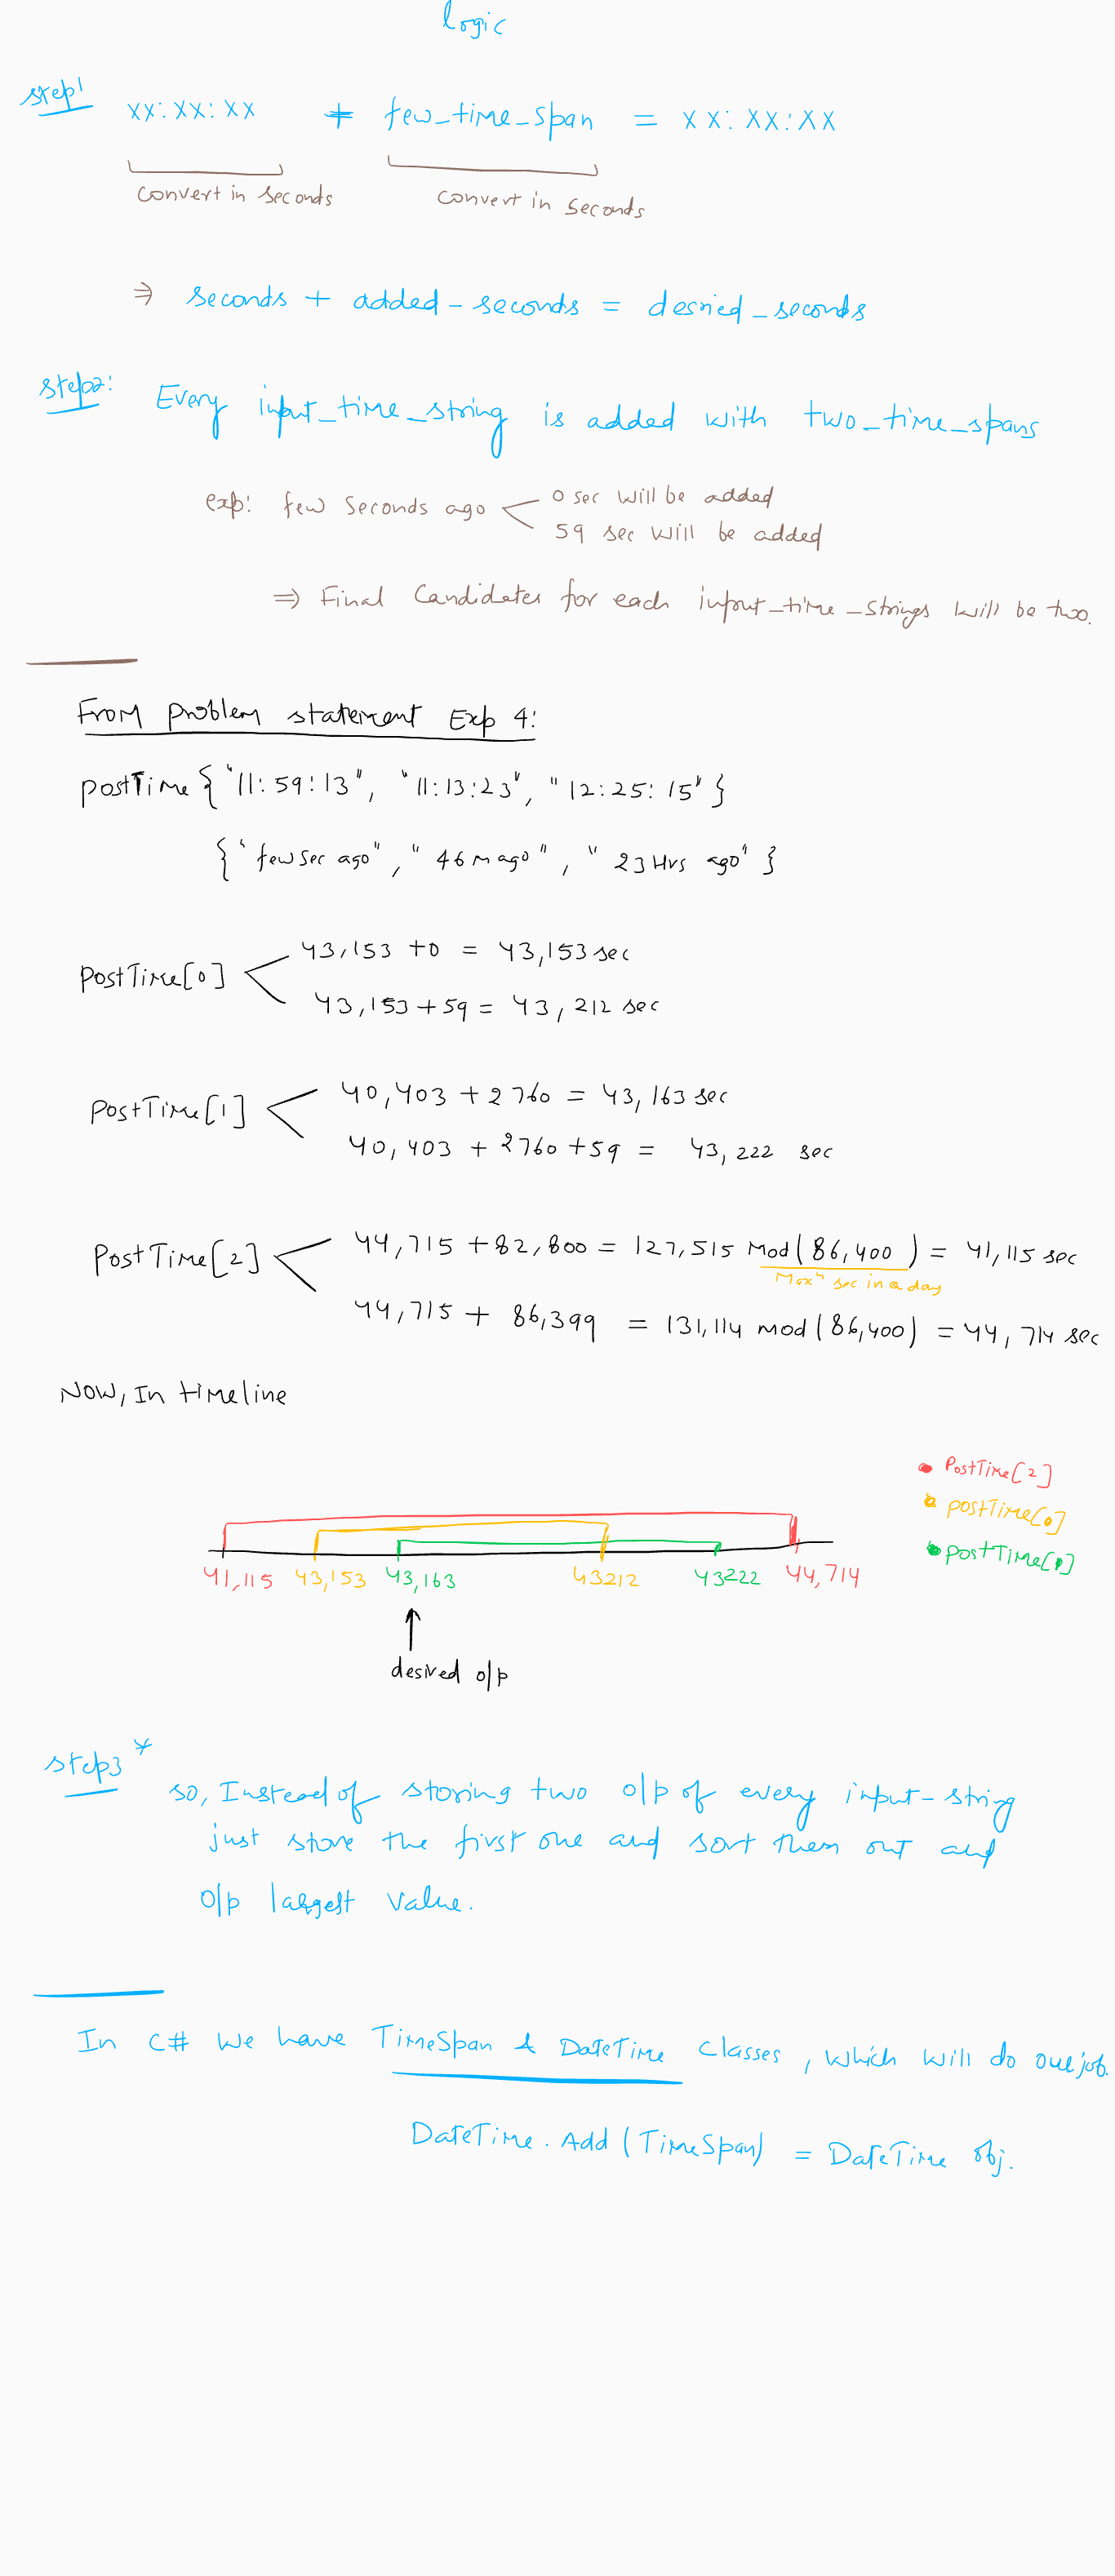 logic
step1
xx:xx:xx + few_time_span = xx:xx:xx
convert in seconds convert in seconds
⇒ seconds + added-seconds = desried_seconds
step2: Every input_time_string is added with two_time_spans
exp: few seconds ago < 0 sec will be added
59 sec will be added
⇒ Final Candidates for each input_time_strings will be two.
From problem statement Exp 4:
postTime {"11:59:13", "11:13:23", "12:25:15"}
{"few sec ago", "46 m ago", "23 Hrs ago"}
PostTime[0] < 43,153 +0 = 43,153 sec
43,153 + 59 = 43,212 sec
PostTime[1] < 40,403 + 2760 = 43,163 sec
40,403 + 2760 + 59 = 43,222 sec
PostTime[2] < 44,715 + 82,800 = 127,515 Mod(86,400) = 41,115 sec
Maxm sec in a day
44,715 + 86,399 = 131,114 mod(86,400) = 44,714 sec
NOW, In timeline
PostTime[2]
postTime[0]
postTime[1]
41,115 43,153 43,163 43212 43222 44,714
desired o/p
step3 *
so, Instead of storing two o/p of every input-string
just store the first one and sort them out and
o/p largest value.
In C# We have TimeSpan & DateTime classes, which will do our job.
DateTime.Add(TimeSpan) = DateTime obj.